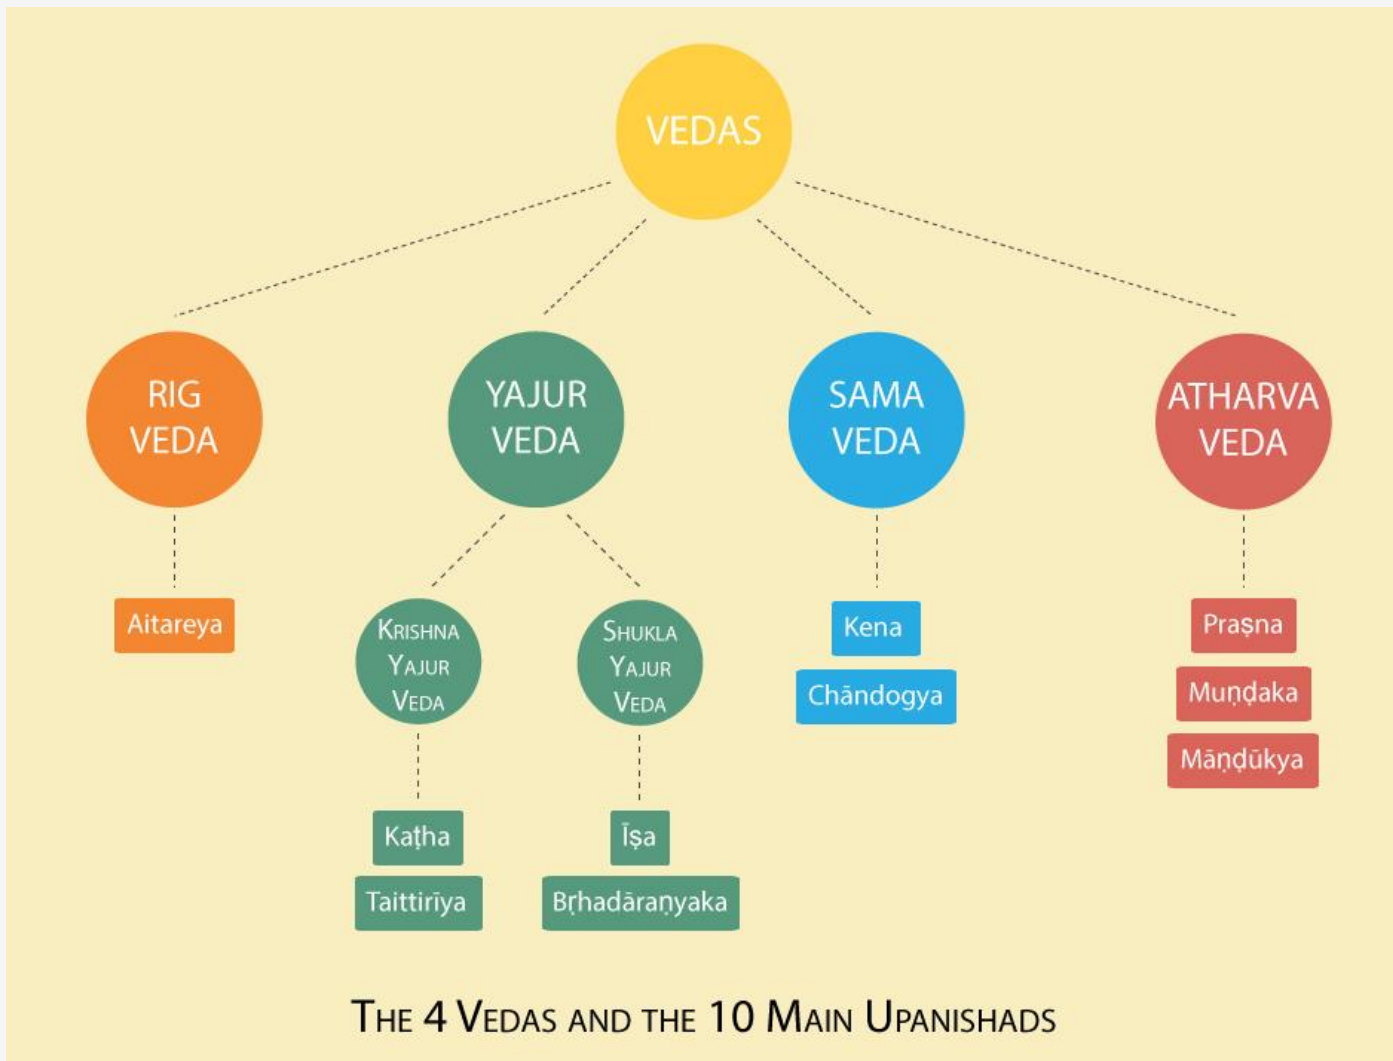 VEDAS
RIG
VEDA
YAJUR
VEDA
SAMA
VEDA
ATHARVA
VEDA
Aitareya
KRISHNA
YAJUR
VEDA
SHUKLA
YAJUR
VEDA
Kena
Chāndogya
Praṣna
Muṇḍaka
Māṇḍūkya
Kaṭha
Taittirīya
Īṣa
Bṛhadāraṇyaka
THE 4 VEDAS AND THE 10 MAIN UPANISHADS